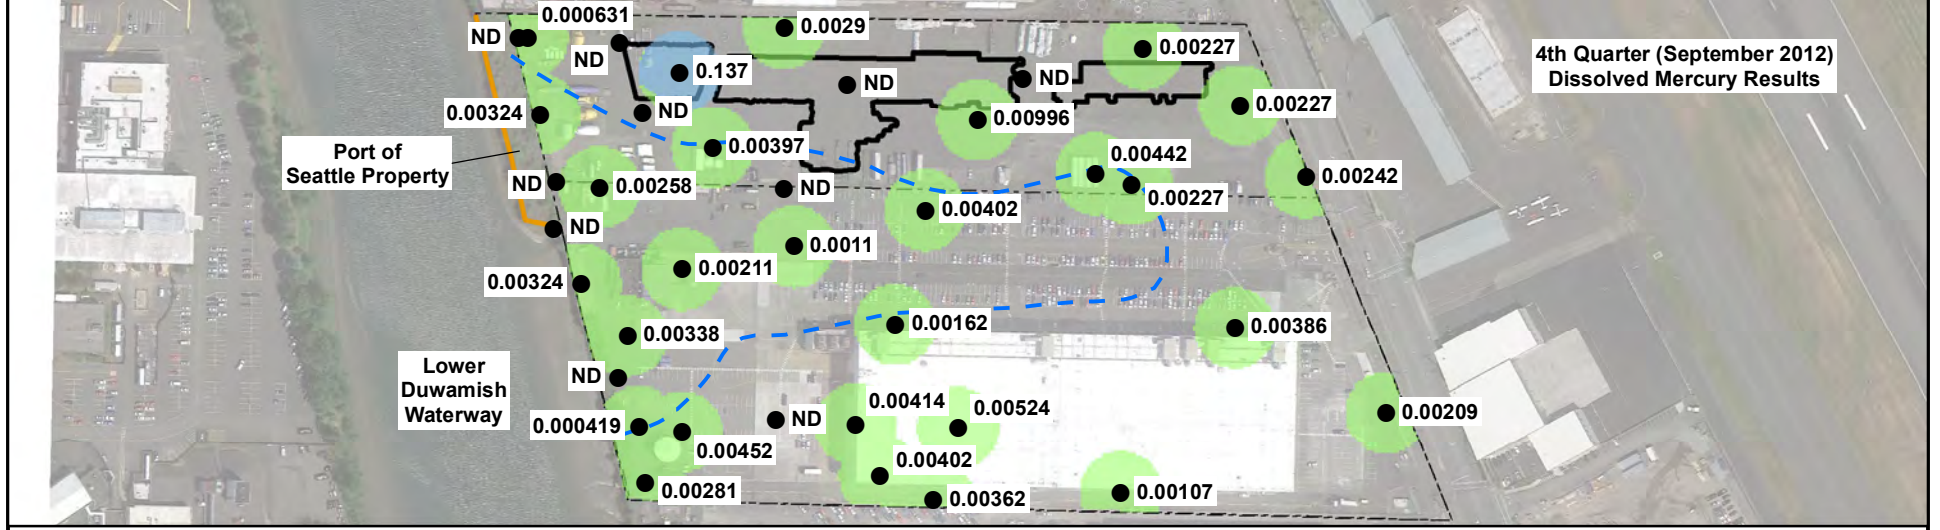 0.000631
ND
0.0029
0.00227
4th Quarter (September 2012)
Dissolved Mercury Results
ND
0.137
ND
ND
0.00227
0.00324
ND
0.00996
Port of
Seattle Property
0.00397
0.00442
0.00242
ND
0.00258
ND
0.00227
0.00402
ND
0.0011
0.00211
0.00324
0.00162
0.00386
0.00338
Lower
Duwamish
Waterway
ND
0.00414
0.00524
0.00209
0.000419
ND
0.00452
0.00402
0.00281
0.00362
0.00107